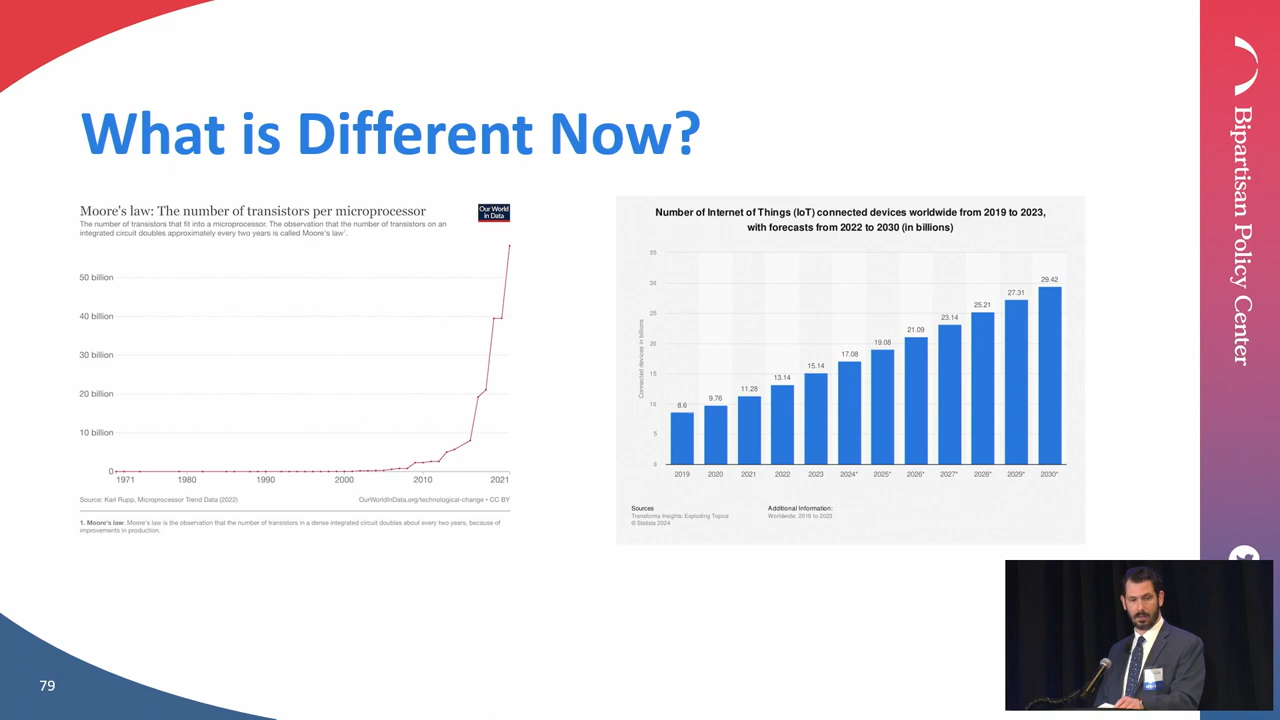 What is Different Now?
Moore's law: The number of transistors per microprocessor
Our World
in Data
The number of transistors that fit into a microprocessor. The observation that the number of transistors on an
integrated circuit doubles approximately every two years is called Moore's law¹.
50 billion
40 billion
30 billion
20 billion
10 billion
0
1971 1980 1990 2000 2010 2021
Source: Karl Rupp, Microprocessor Trend Data (2022) OurWorldInData.org/technological-change • CC BY
1. Moore's law: Moore's law is the observation that the number of transistors in a dense integrated circuit doubles about every two years, because of
improvements in production.
Number of Internet of Things (IoT) connected devices worldwide from 2019 to 2023,
with forecasts from 2022 to 2030 (in billions)
Connected devices in billions
35
30
25
20
15
10
5
0
8.6 9.76 11.28 13.14 15.14 17.08 19.08 21.09 23.14 25.21 27.31 29.42
2019 2020 2021 2022 2023 2024* 2025* 2026* 2027* 2028* 2029* 2030*
Sources
Transforma Insights; Exploding Topics
© Statista 2024
Additional Information:
Worldwide; 2019 to 2023
79
Bipartisan Policy Center